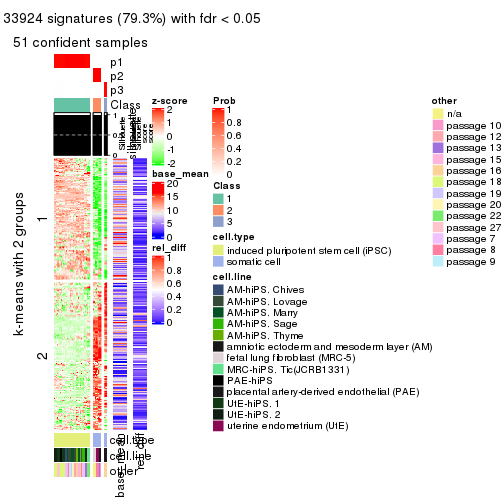 33924 signatures (79.3%) with fdr < 0.05
51 confident samples
p1
p2
p3
Class
silhouette
Silhouette score
1
0.5
0
k-means with 2 groups
1
2
cell.type
cell.line
other
base_mean
rel_diff
z-score
2
1
0
-1
-2
base_mean
20
15
10
5
0
rel_diff
1
0.8
0.6
0.4
0.2
0
Prob
1
0.8
0.6
0.4
0.2
0
Class
1
2
3
cell.type
induced pluripotent stem cell (iPSC)
somatic cell
cell.line
AM-hiPS. Chives
AM-hiPS. Lovage
AM-hiPS. Marry
AM-hiPS. Sage
AM-hiPS. Thyme
amniotic ectoderm and mesoderm layer (AM)
fetal lung fibroblast (MRC-5)
MRC-hiPS. Tic(JCRB1331)
PAE-hiPS
placental artery-derived endothelial (PAE)
UtE-hiPS. 1
UtE-hiPS. 2
uterine endometrium (UtE)
other
n/a
passage 10
passage 12
passage 13
passage 15
passage 16
passage 18
passage 19
passage 20
passage 22
passage 27
passage 7
passage 8
passage 9